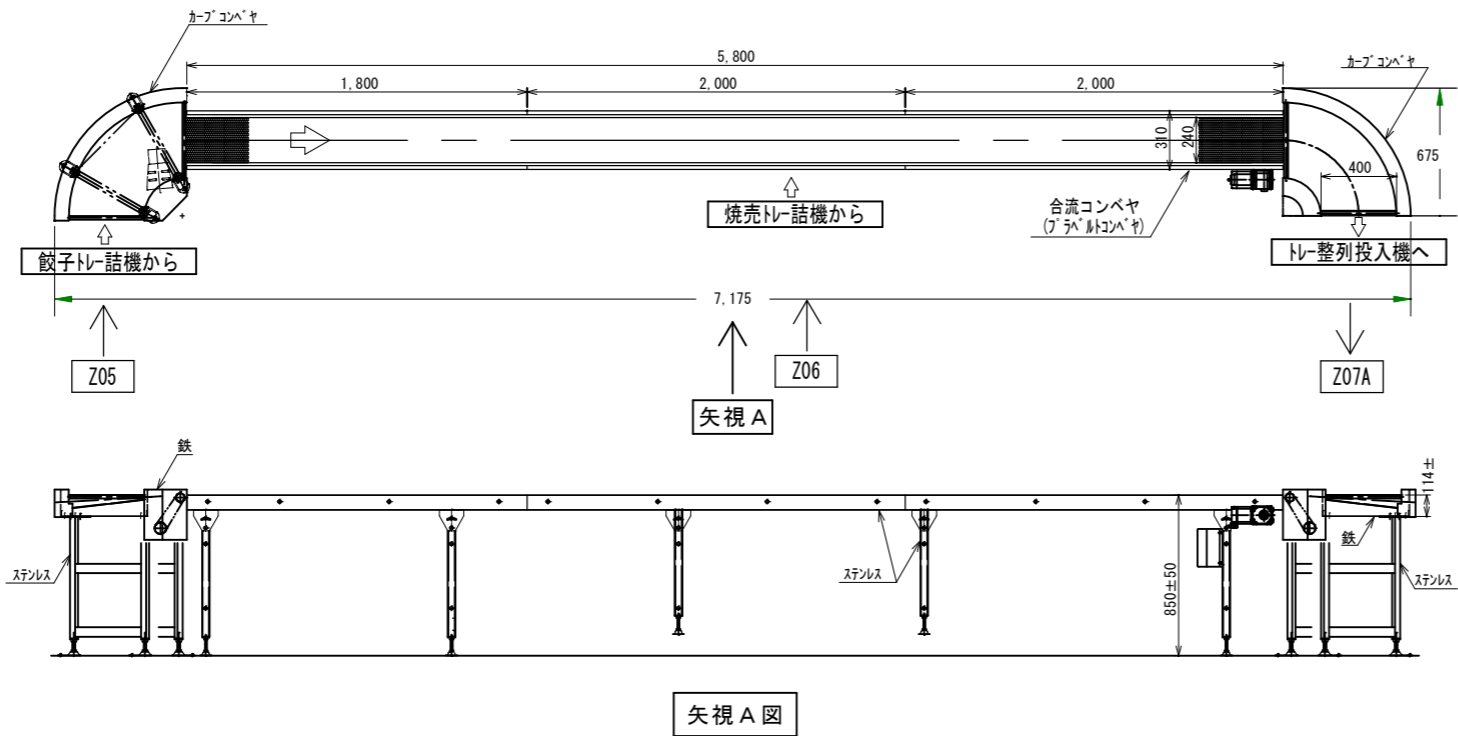 ｶｰﾌﾞｺﾝﾍﾞﾔ
5,800
ｶｰﾌﾞｺﾝﾍﾞﾔ
1,800
2,000
2,000
310
240
675
400
焼売ﾄﾚｰ詰機から
合流コンベヤ
(ﾌﾟﾗﾍﾞﾙﾄｺﾝﾍﾞﾔ)
餃子ﾄﾚｰ詰機から
ﾄﾚｰ整列投入機へ
7,175
Z05
Z06
Z07A
矢視A
鉄
114±
ｽﾃﾝﾚｽ
ｽﾃﾝﾚｽ
850±50
鉄
ｽﾃﾝﾚｽ
矢視A図